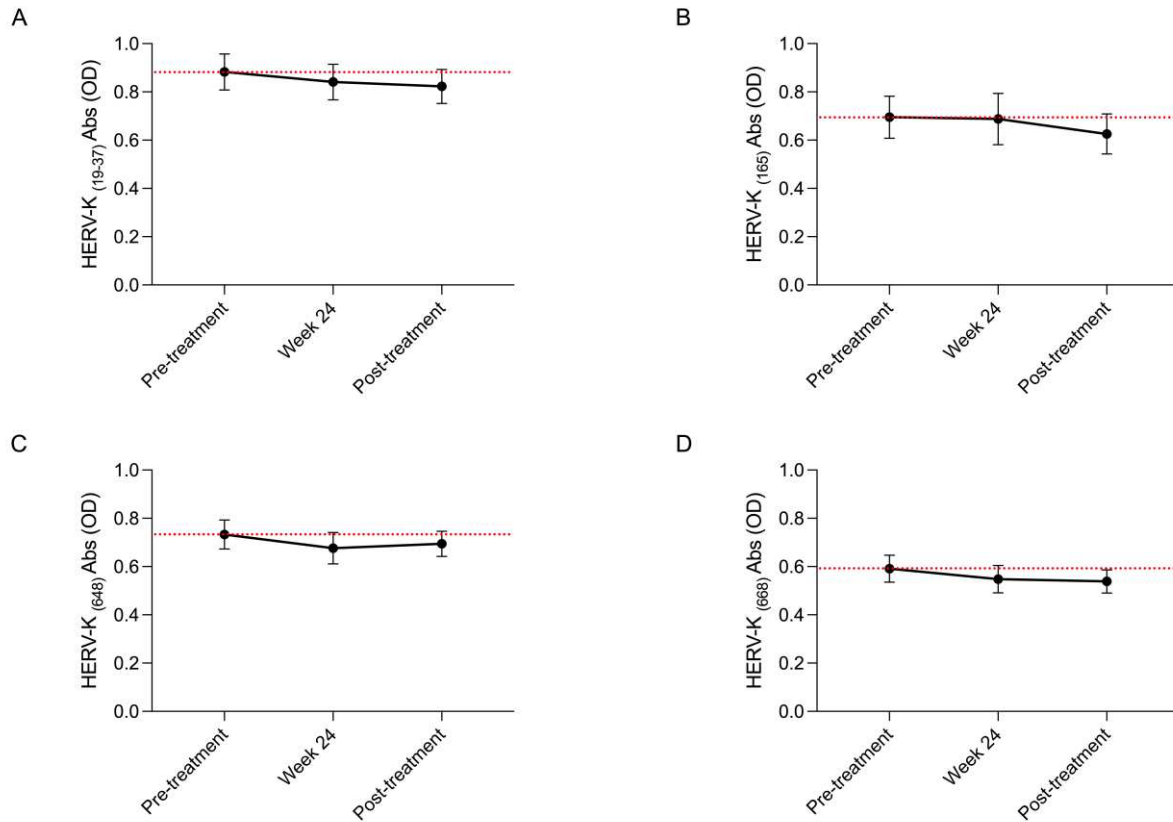 A
HERV-K (19-37) Abs (OD)
1.0
0.8
0.6
0.4
0.2
0.0
Pre-treatment
Week 24
Post-treatment
B
HERV-K (165) Abs (OD)
1.0
0.8
0.6
0.4
0.2
0.0
Pre-treatment
Week 24
Post-treatment
C
HERV-K (648) Abs (OD)
1.0
0.8
0.6
0.4
0.2
0.0
Pre-treatment
Week 24
Post-treatment
D
HERV-K (668) Abs (OD)
1.0
0.8
0.6
0.4
0.2
0.0
Pre-treatment
Week 24
Post-treatment